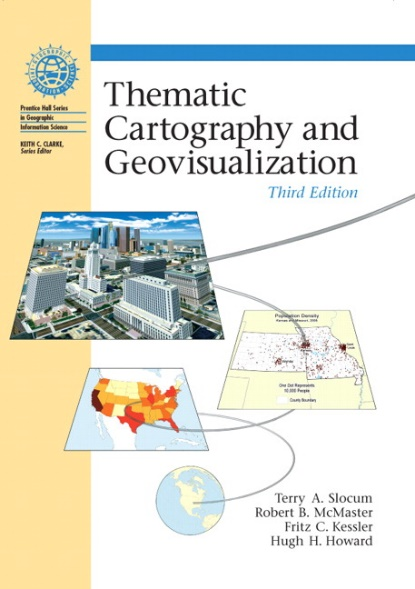 Prentice Hall Series
in Geographic
Information Science
KEITH C. CLARKE,
Series Editor
Thematic
Cartography and
Geovisualization
Third Edition
Population Density
One Dot Represents
10,000 People
County Boundary
Terry A. Slocum
Robert B. McMaster
Fritz C. Kessler
Hugh H. Howard